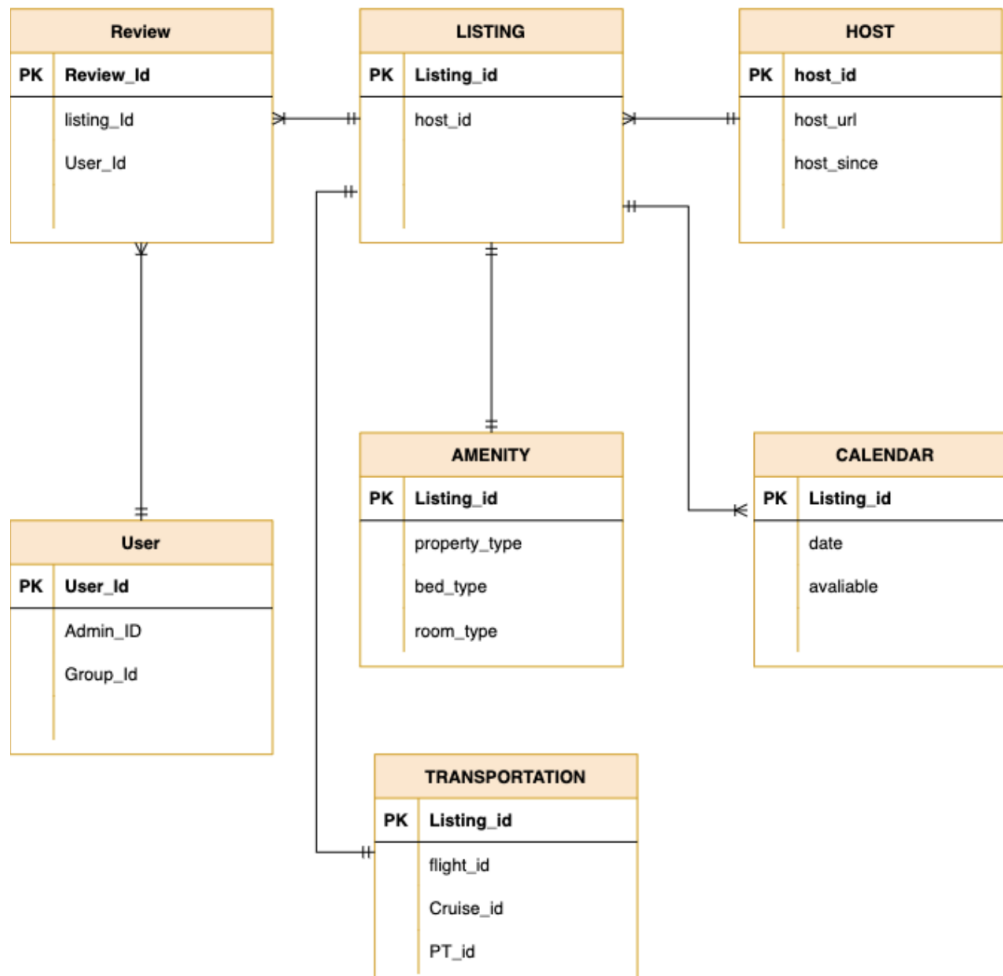 Review
PK Review_Id
listing_Id
User_Id
LISTING
PK Listing_id
host_id
HOST
PK host_id
host_url
host_since
AMENITY
PK Listing_id
property_type
bed_type
room_type
CALENDAR
PK Listing_id
date
avaliable
User
PK User_Id
Admin_ID
Group_Id
TRANSPORTATION
PK Listing_id
flight_id
Cruise_id
PT_id